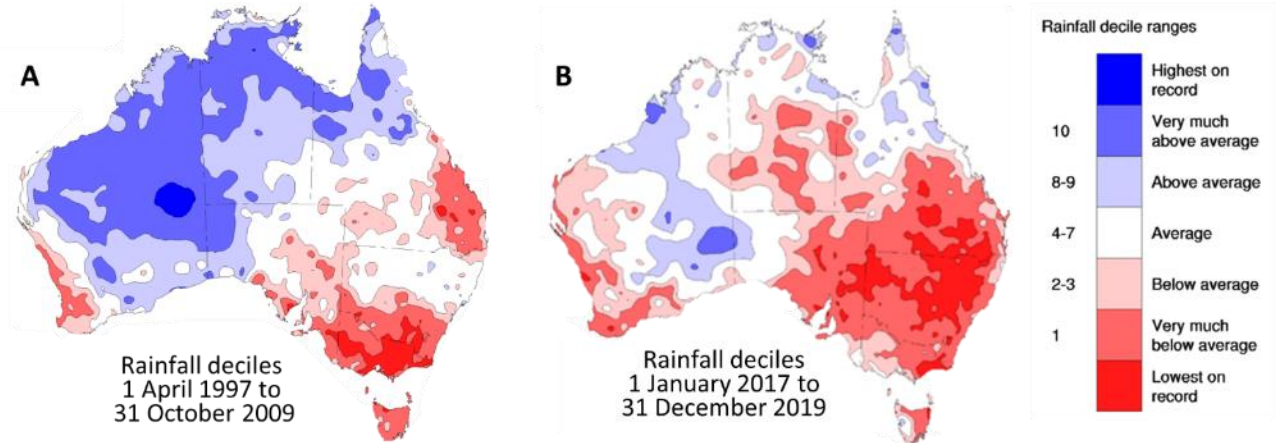 A
Rainfall deciles
1 April 1997 to
31 October 2009
B
Rainfall deciles
1 January 2017 to
31 December 2019
Rainfall decile ranges
Highest on
record
10
Very much
above average
8-9
Above average
4-7
Average
2-3
Below average
1
Very much
below average
Lowest on
record